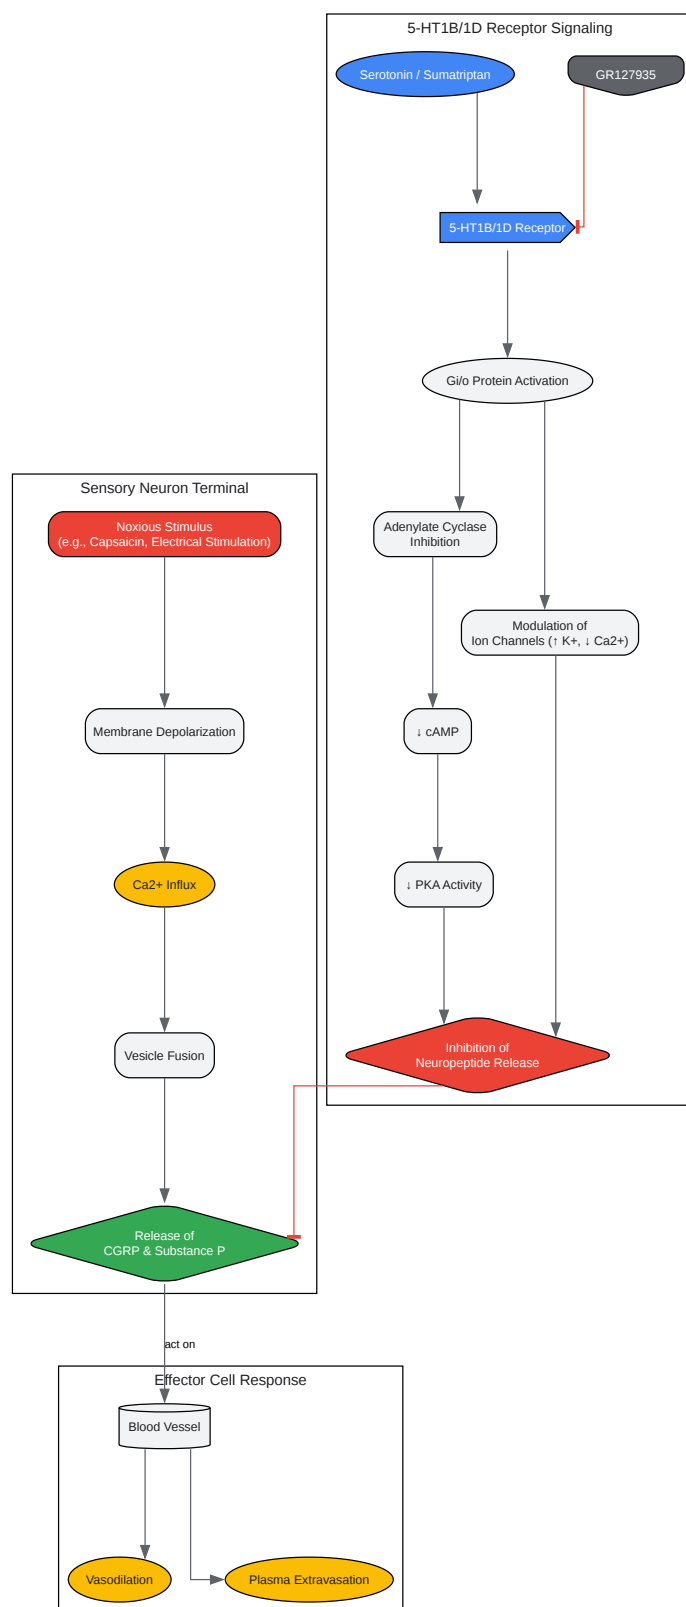 5-HT1B/1D Receptor Signaling
Serotonin / Sumatriptan
GR127935
5-HT1B/1D Receptor
Gi/o Protein Activation
Adenylate Cyclase
Inhibition
Modulation of
Ion Channels (↑ K+, ↓ Ca2+)
↓ cAMP
↓ PKA Activity
Inhibition of
Neuropeptide Release
Sensory Neuron Terminal
Noxious Stimulus
(e.g., Capsaicin, Electrical Stimulation)
Membrane Depolarization
Ca2+ Influx
Vesicle Fusion
Release of
CGRP & Substance P
act on
Effector Cell Response
Blood Vessel
Vasodilation
Plasma Extravasation